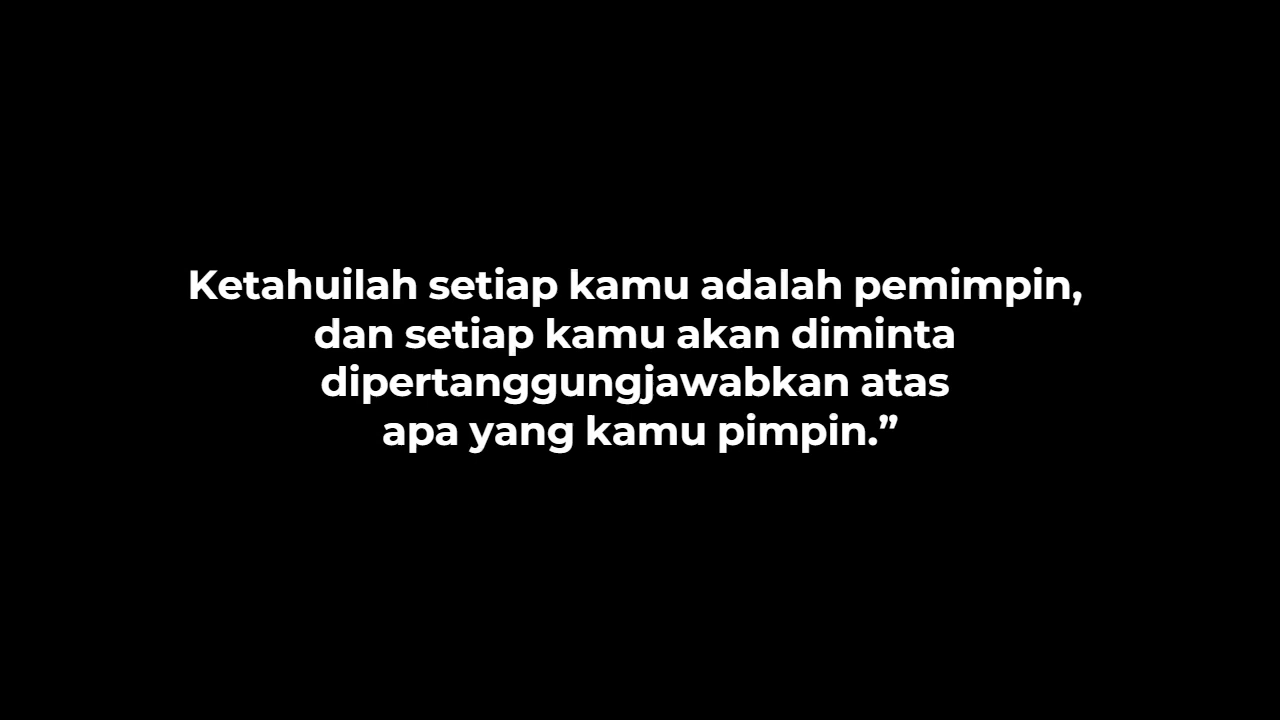 Ketahuilah setiap kamu adalah pemimpin,
dan setiap kamu akan diminta
dipertanggungjawabkan atas
apa yang kamu pimpin.”